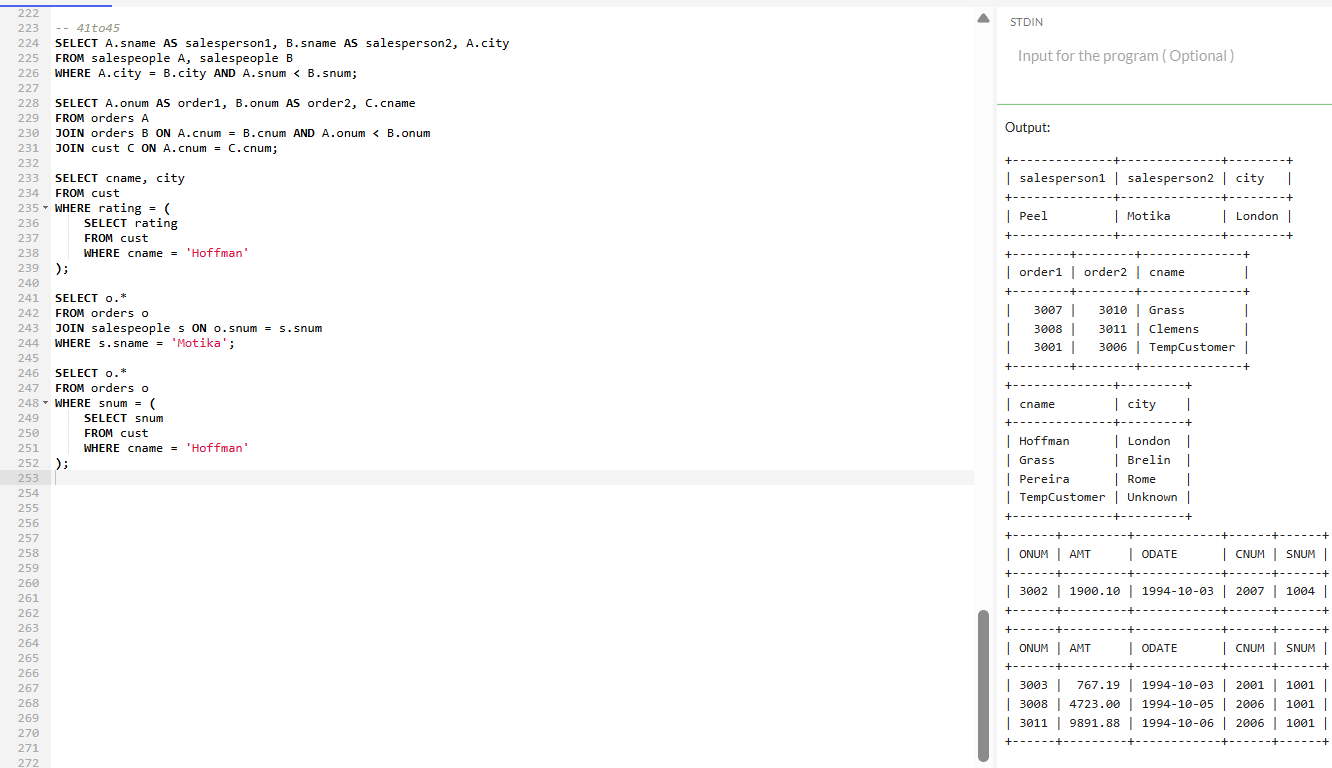 222
223 -- 41to45
224 SELECT A.sname AS salesperson1, B.sname AS salesperson2, A.city
225 FROM salespeople A, salespeople B
226 WHERE A.city = B.city AND A.snum < B.snum;
227
228 SELECT A.onum AS order1, B.onum AS order2, C.cname
229 FROM orders A
230 JOIN orders B ON A.cnum = B.cnum AND A.onum < B.onum
231 JOIN cust C ON A.cnum = C.cnum;
232
233 SELECT cname, city
234 FROM cust
235 WHERE rating = (
236     SELECT rating
237     FROM cust
238     WHERE cname = 'Hoffman'
239 );
240
241 SELECT o.*
242 FROM orders o
243 JOIN salespeople s ON o.snum = s.snum
244 WHERE s.sname = 'Motika';
245
246 SELECT o.*
247 FROM orders o
248 WHERE snum = (
249     SELECT snum
250     FROM cust
251     WHERE cname = 'Hoffman'
252 );
253
254
255
256
257
258
259
260
261
262
263
264
265
266
267
268
269
270
271
272
STDIN
Input for the program ( Optional )
Output:
+--------------+--------------+--------+
| salesperson1 | salesperson2 | city   |
+--------------+--------------+--------+
| Peel         | Motika       | London |
+--------------+--------------+--------+
+--------+--------+--------------+
| order1 | order2 | cname        |
+--------+--------+--------------+
|   3007 |   3010 | Grass        |
|   3008 |   3011 | Clemens      |
|   3001 |   3006 | TempCustomer |
+--------+--------+--------------+
+--------------+---------+
| cname        | city    |
+--------------+---------+
| Hoffman      | London  |
| Grass        | Brelin  |
| Pereira      | Rome    |
| TempCustomer | Unknown |
+--------------+---------+
+------+---------+------------+------+------+
| ONUM | AMT     | ODATE      | CNUM | SNUM |
+------+---------+------------+------+------+
| 3002 | 1900.10 | 1994-10-03 | 2007 | 1004 |
+------+---------+------------+------+------+
+------+---------+------------+------+------+
| ONUM | AMT     | ODATE      | CNUM | SNUM |
+------+---------+------------+------+------+
| 3003 |  767.19 | 1994-10-03 | 2001 | 1001 |
| 3008 | 4723.00 | 1994-10-05 | 2006 | 1001 |
| 3011 | 9891.88 | 1994-10-06 | 2006 | 1001 |
+------+---------+------------+------+------+